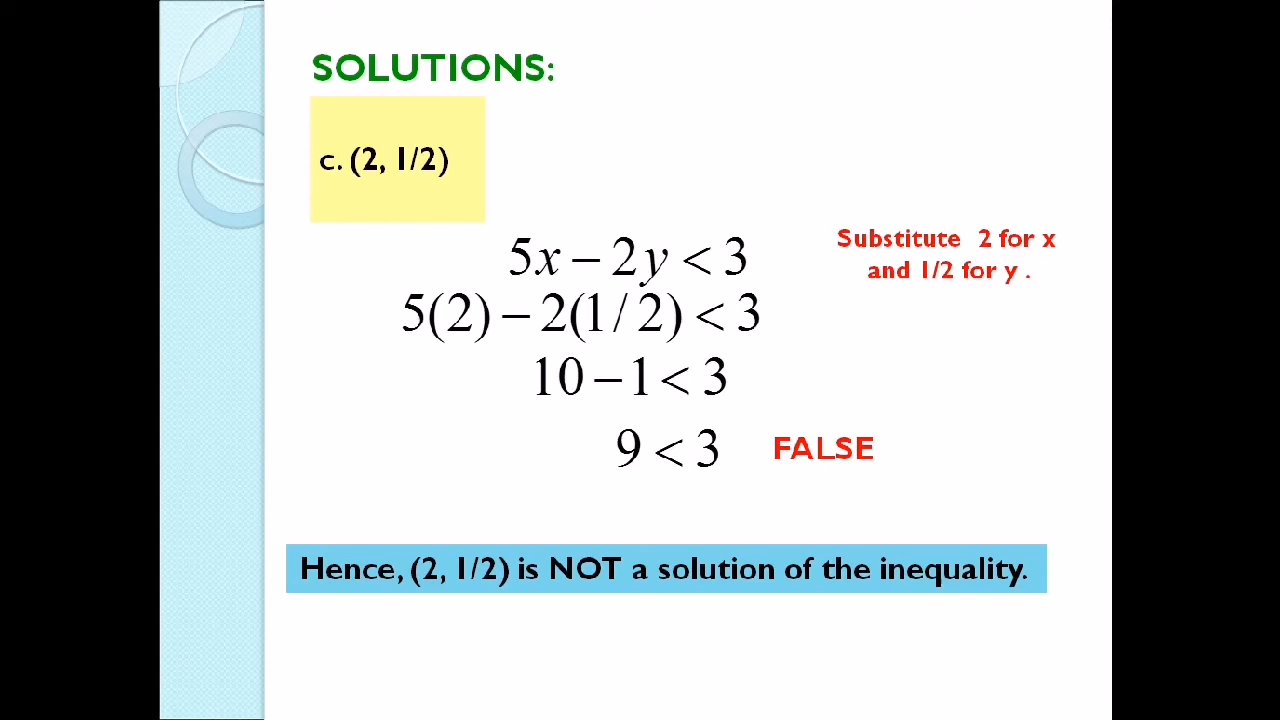 SOLUTIONS:
c. (2, 1/2)
5x − 2y < 3
Substitute 2 for x
and 1/2 for y .
5(2) − 2(1/2) < 3
10 − 1 < 3
9 < 3 FALSE
Hence, (2, 1/2) is NOT a solution of the inequality.